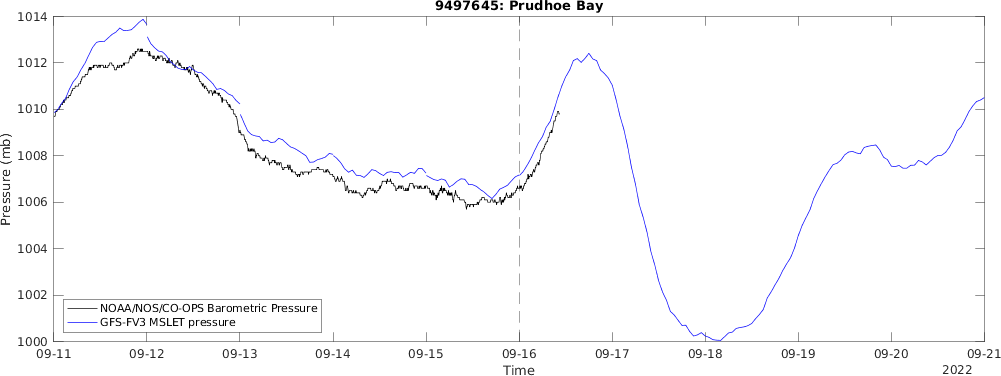 9497645: Prudhoe Bay
1014
1012
1010
1008
1006
1004
1002
1000
Pressure (mb)
NOAA/NOS/CO-OPS Barometric Pressure
GFS-FV3 MSLET pressure
09-11 09-12 09-13 09-14 09-15 09-16 09-17 09-18 09-19 09-20 09-21
Time
2022